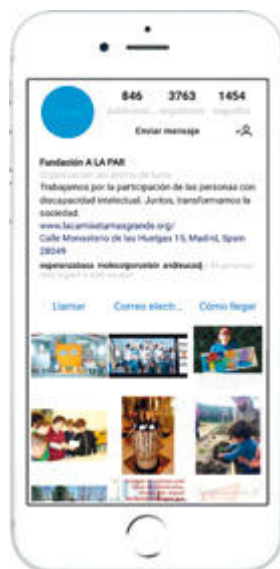 846 3763 1454
publicacio... seguidores seguidos
Enviar mensaje
Fundación A LA PAR
Organización sin ánimo de lucro
Trabajamos por la participación de las personas con
discapacidad intelectual. Juntos, transformamos la
sociedad.
www.lacamisetamasgrande.org/
Calle Monasterio de las Huelgas 15, Madrid, Spain
28049
Llamar Correo electr... Cómo llegar